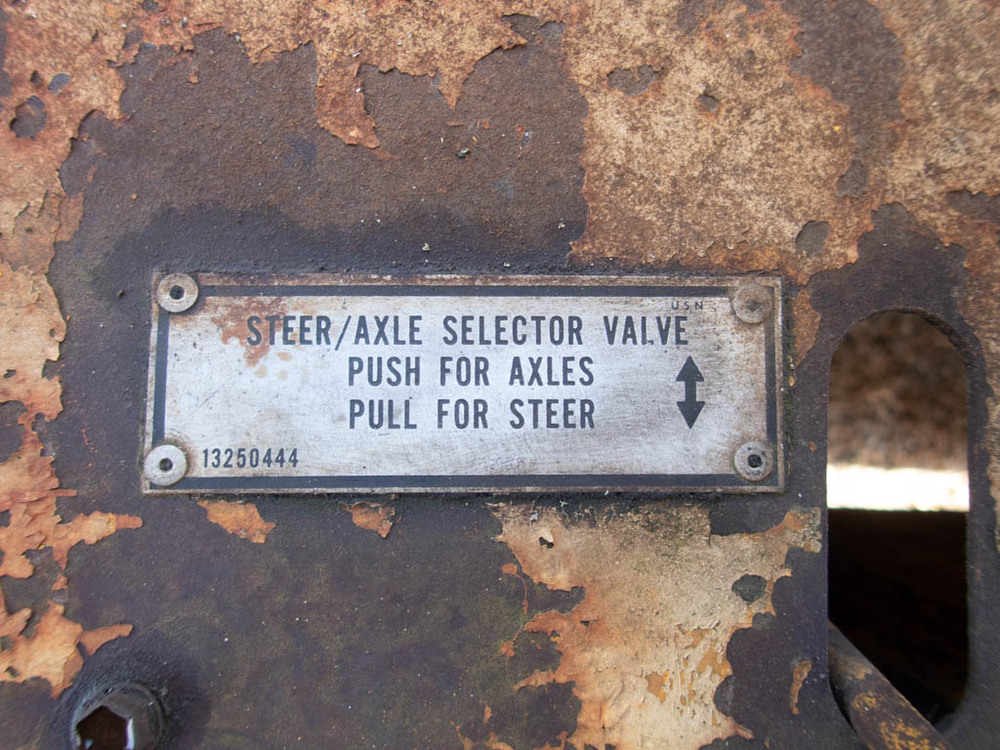 USN
STEER/AXLE SELECTOR VALVE
PUSH FOR AXLES
PULL FOR STEER
13250444